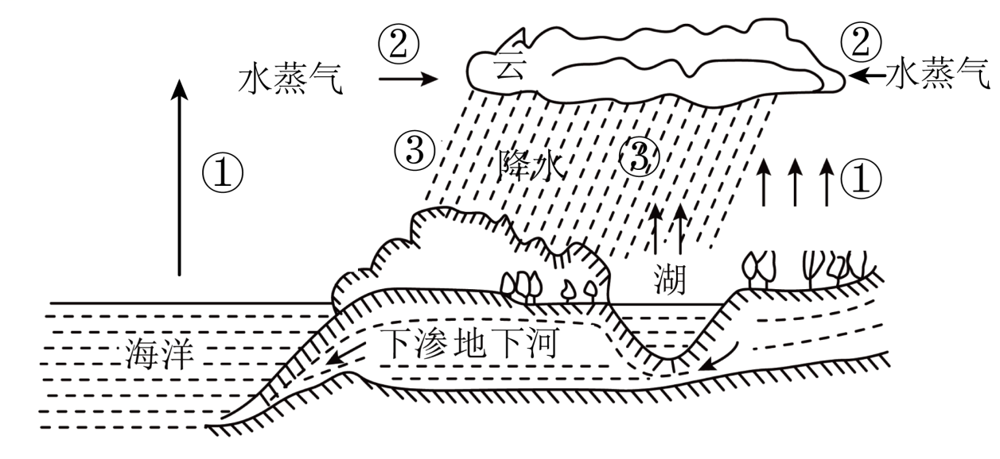 ② ②
水蒸气 云 水蒸气
③ 降水 ③
① ①
湖
海洋 下渗地下河